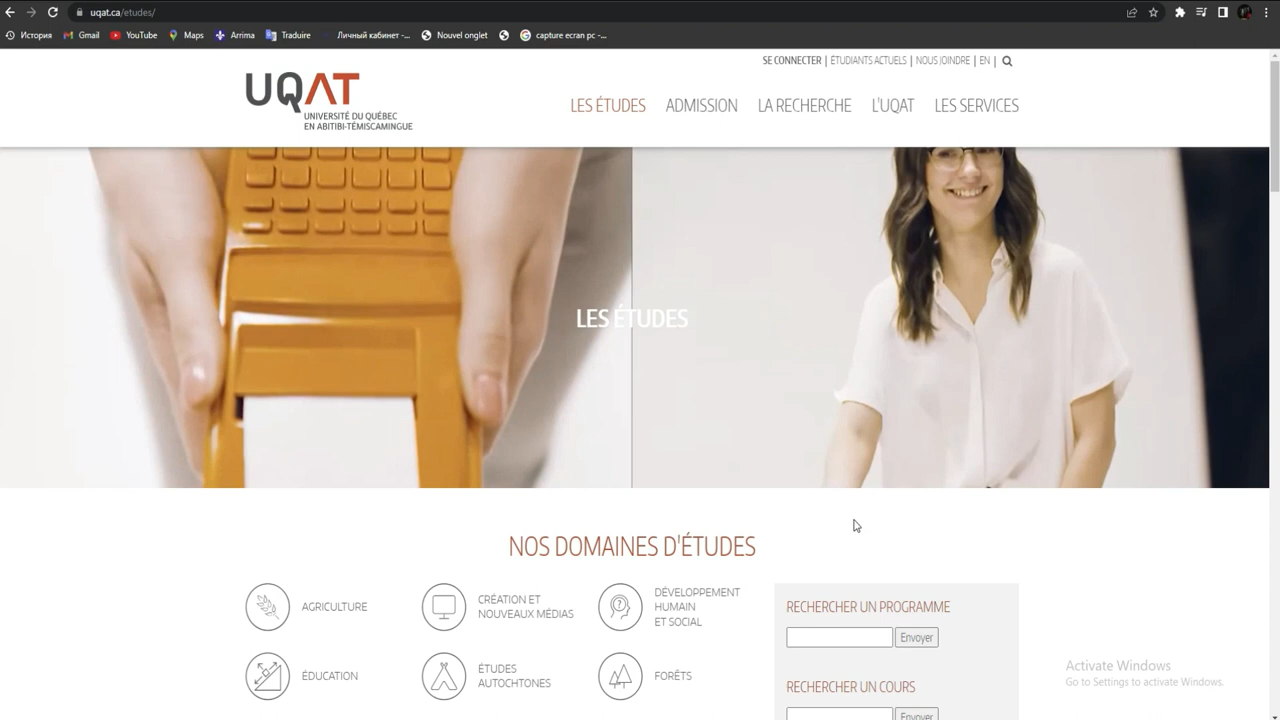 uqat.ca/etudes/
История Gmail YouTube Maps Arrima Traduire Личный кабинет -... Nouvel onglet capture ecran pc -...
SE CONNECTER | ÉTUDIANTS ACTUELS | NOUS JOINDRE | EN |
UQAT
UNIVERSITÉ DU QUÉBEC
EN ABITIBI-TÉMISCAMINGUE
LES ÉTUDES ADMISSION LA RECHERCHE L'UQAT LES SERVICES
LES ÉTUDES
NOS DOMAINES D'ÉTUDES
AGRICULTURE
CRÉATION ET
NOUVEAUX MÉDIAS
DÉVELOPPEMENT
HUMAIN
ET SOCIAL
ÉDUCATION
ÉTUDES
AUTOCHTONES
FORÊTS
RECHERCHER UN PROGRAMME
Envoyer
RECHERCHER UN COURS
Envoyer
Activate Windows
Go to Settings to activate Windows.